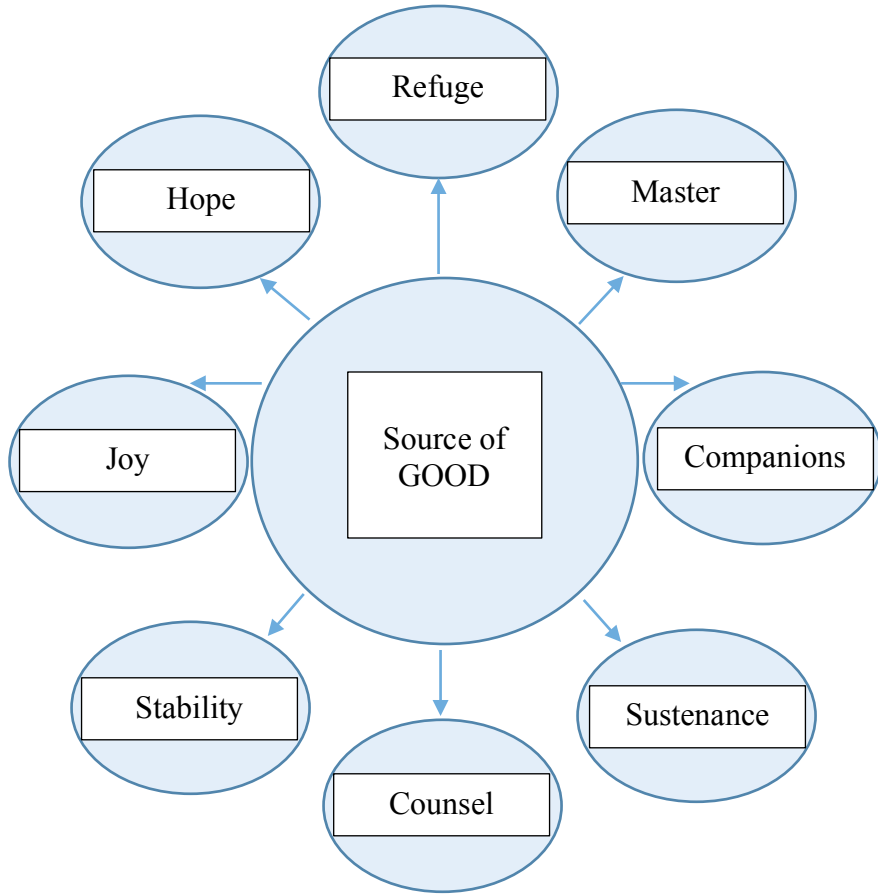 Refuge
Hope
Master
Joy
Source of
GOOD
Companions
Stability
Sustenance
Counsel